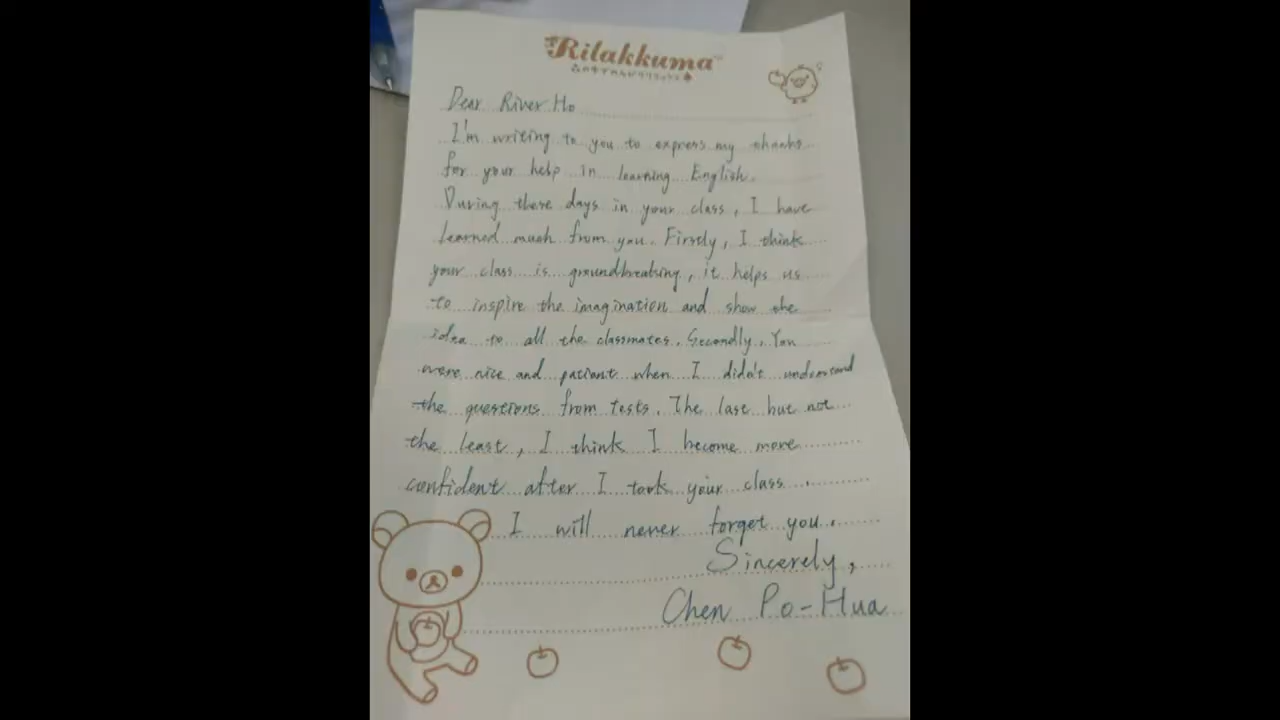 Rilakkuma
Dear River Ho
I'm writing to you to express my thanks
for your help in learning English.
During these days in your class, I have
learned much from you. Firstly, I think
your class is groundbreaking, it helps us
to inspire the imagination and show the
idea to all the classmates. Secondly, You
were nice and patiant when I didn't understand
the questions from tests. The last but not
the least, I think I become more
confident after I took your class.
I will never forget you.
Sincerely,
Chen Po-Hua